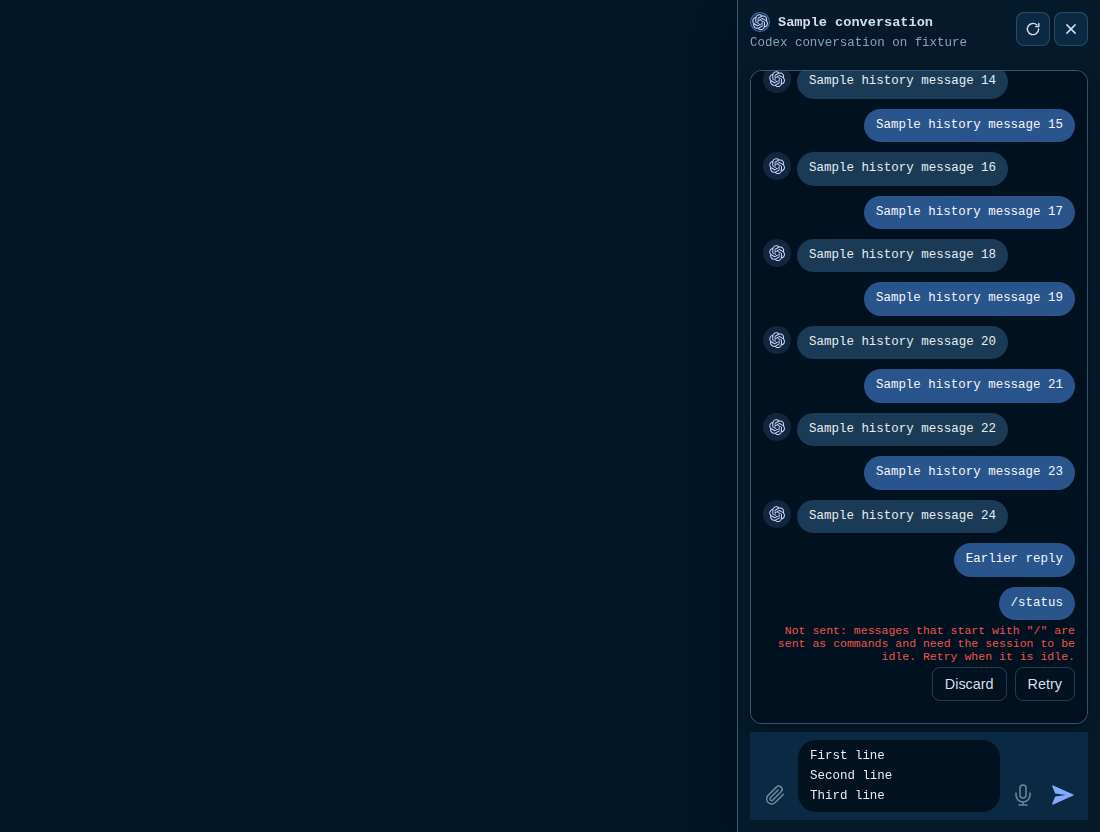 Sample conversation
Codex conversation on fixture
Sample history message 14
Sample history message 15
Sample history message 16
Sample history message 17
Sample history message 18
Sample history message 19
Sample history message 20
Sample history message 21
Sample history message 22
Sample history message 23
Sample history message 24
Earlier reply
/status
Not sent: messages that start with "/" are
sent as commands and need the session to be
idle. Retry when it is idle.
Discard Retry
First line
Second line
Third line